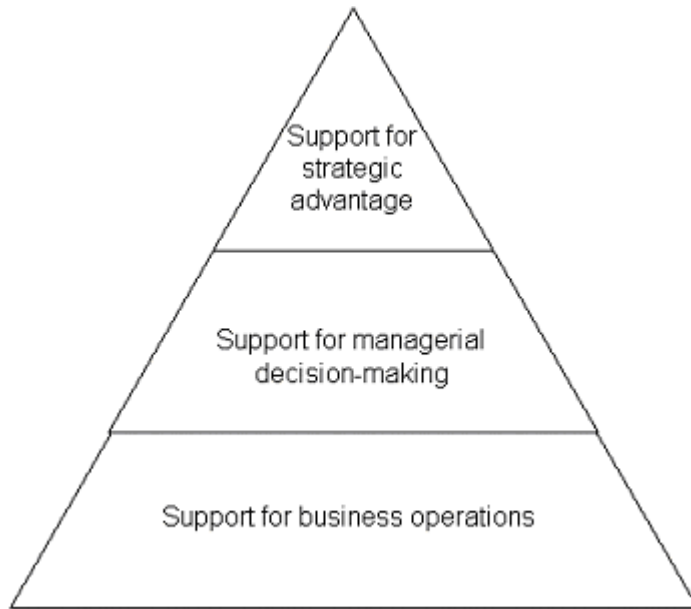 Support for
strategic
advantage
Support for managerial
decision-making
Support for business operations